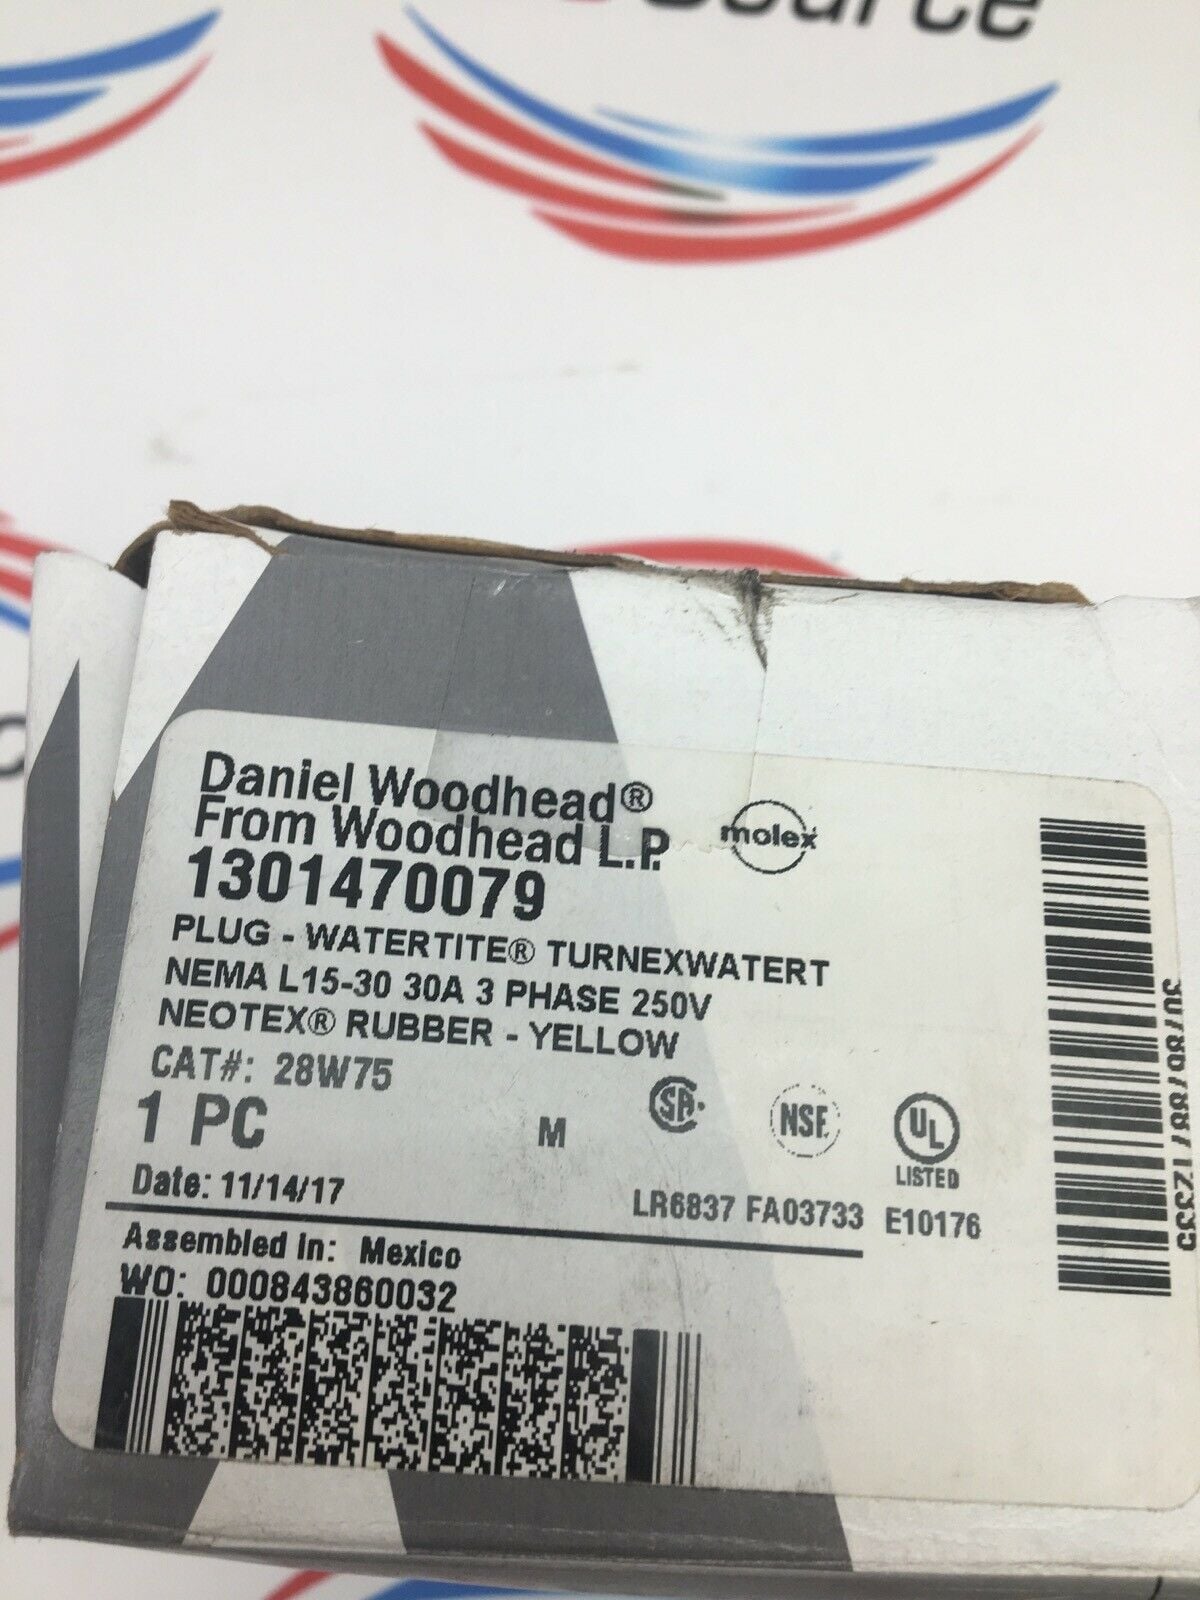 Source
Daniel Woodhead®
From Woodhead L.P.
molex
1301470079
PLUG - WATERTITE® TURNEXWATERT
NEMA L15-30 30A 3 PHASE 250V
NEOTEX® RUBBER - YELLOW
CAT#: 28W75
1 PC
M
SA
NSF.
UL
LISTED
Date: 11/14/17
LR6837 FA03733 E10176
Assembled in: Mexico
WO: 000843860032